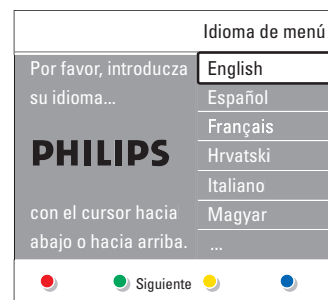 Idioma de menú
Por favor, introducza
su idioma...
PHILIPS
con el cursor hacia
abajo o hacia arriba.
English
Español
Français
Hrvatski
Italiano
Magyar
...
Siguiente